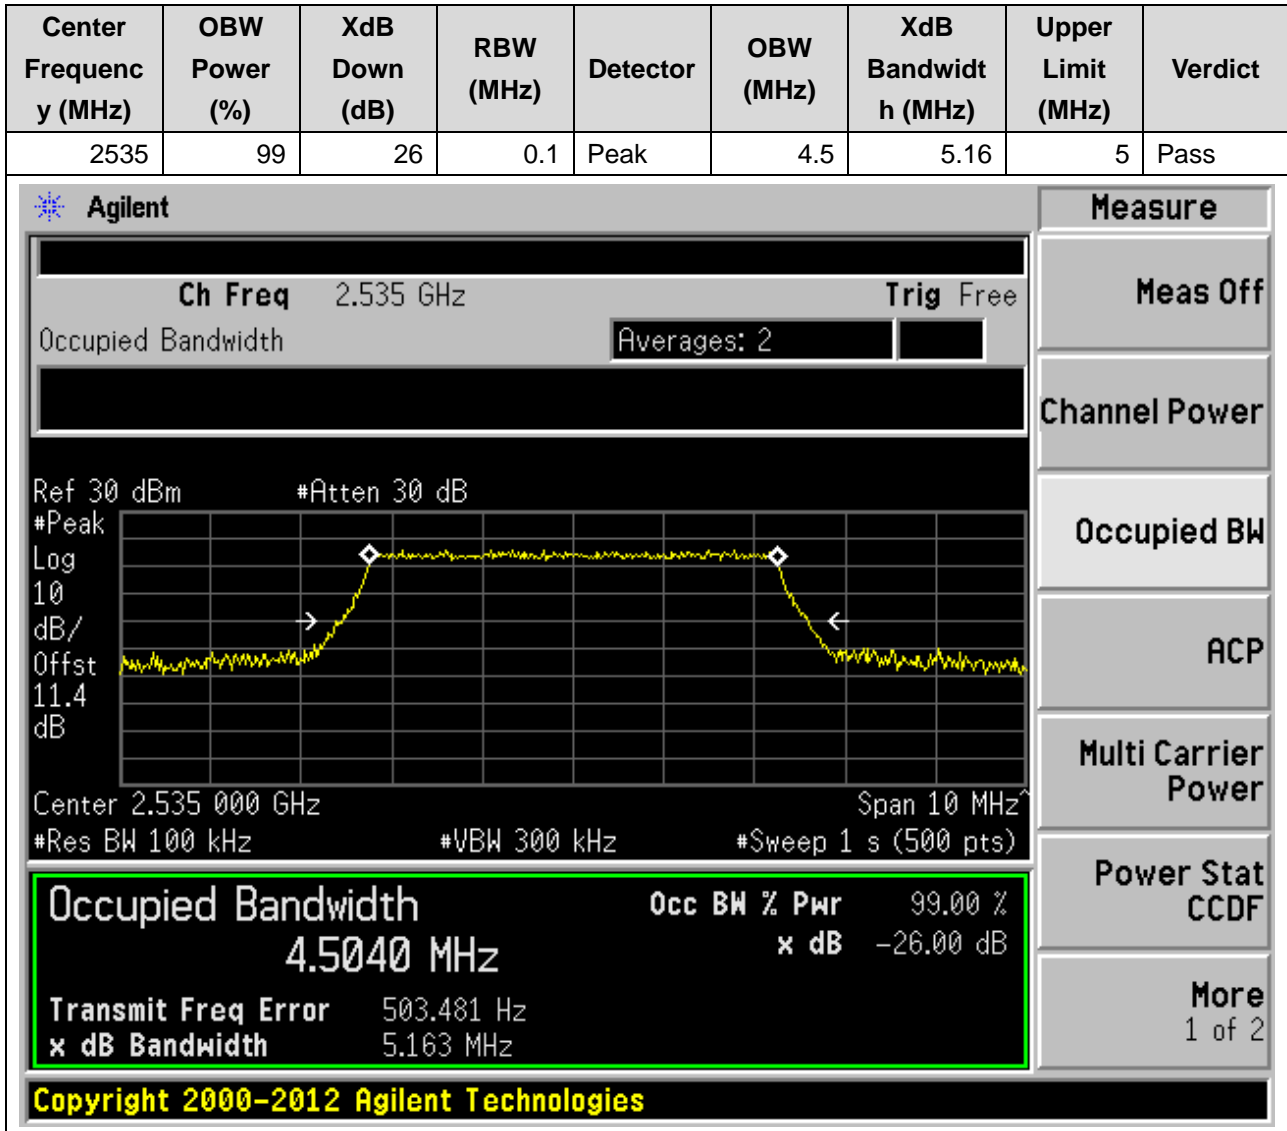 Center Frequency (MHz) OBW Power (%) XdB Down (dB) RBW (MHz) Detector OBW (MHz) XdB Bandwidth (MHz) Upper Limit (MHz) Verdict
2535 99 26 0.1 Peak 4.5 5.16 5 Pass
Agilent
Measure
Ch Freq 2.535 GHz Trig Free
Meas Off
Occupied Bandwidth Averages: 2
Channel Power
Ref 30 dBm #Atten 30 dB
#Peak
Log
10
dB/
Offst
11.4
dB
Occupied BW
ACP
Multi Carrier
Power
Center 2.535 000 GHz Span 10 MHz^
#Res BW 100 kHz #VBW 300 kHz #Sweep 1 s (500 pts)
Power Stat
CCDF
Occupied Bandwidth Occ BW % Pwr 99.00 %
4.5040 MHz x dB -26.00 dB
Transmit Freq Error 503.481 Hz
x dB Bandwidth 5.163 MHz
More
1 of 2
Copyright 2000-2012 Agilent Technologies